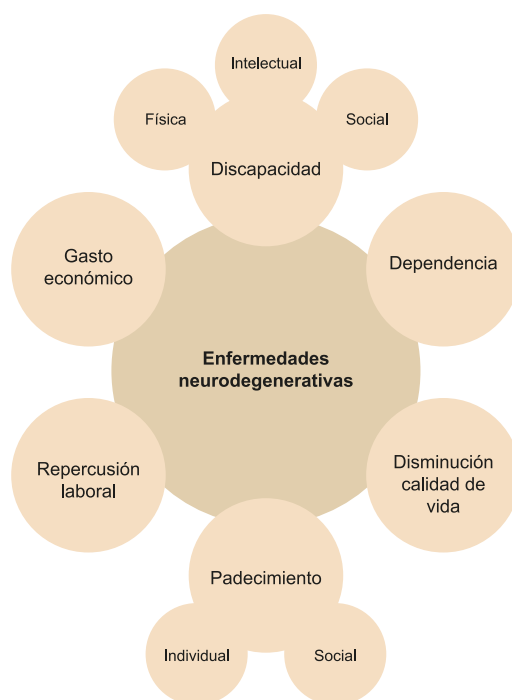 Intelectual
Física
Social
Discapacidad
Gasto
económico
Dependencia
Enfermedades
neurodegenerativas
Repercusión
laboral
Disminución
calidad de
vida
Padecimiento
Individual
Social